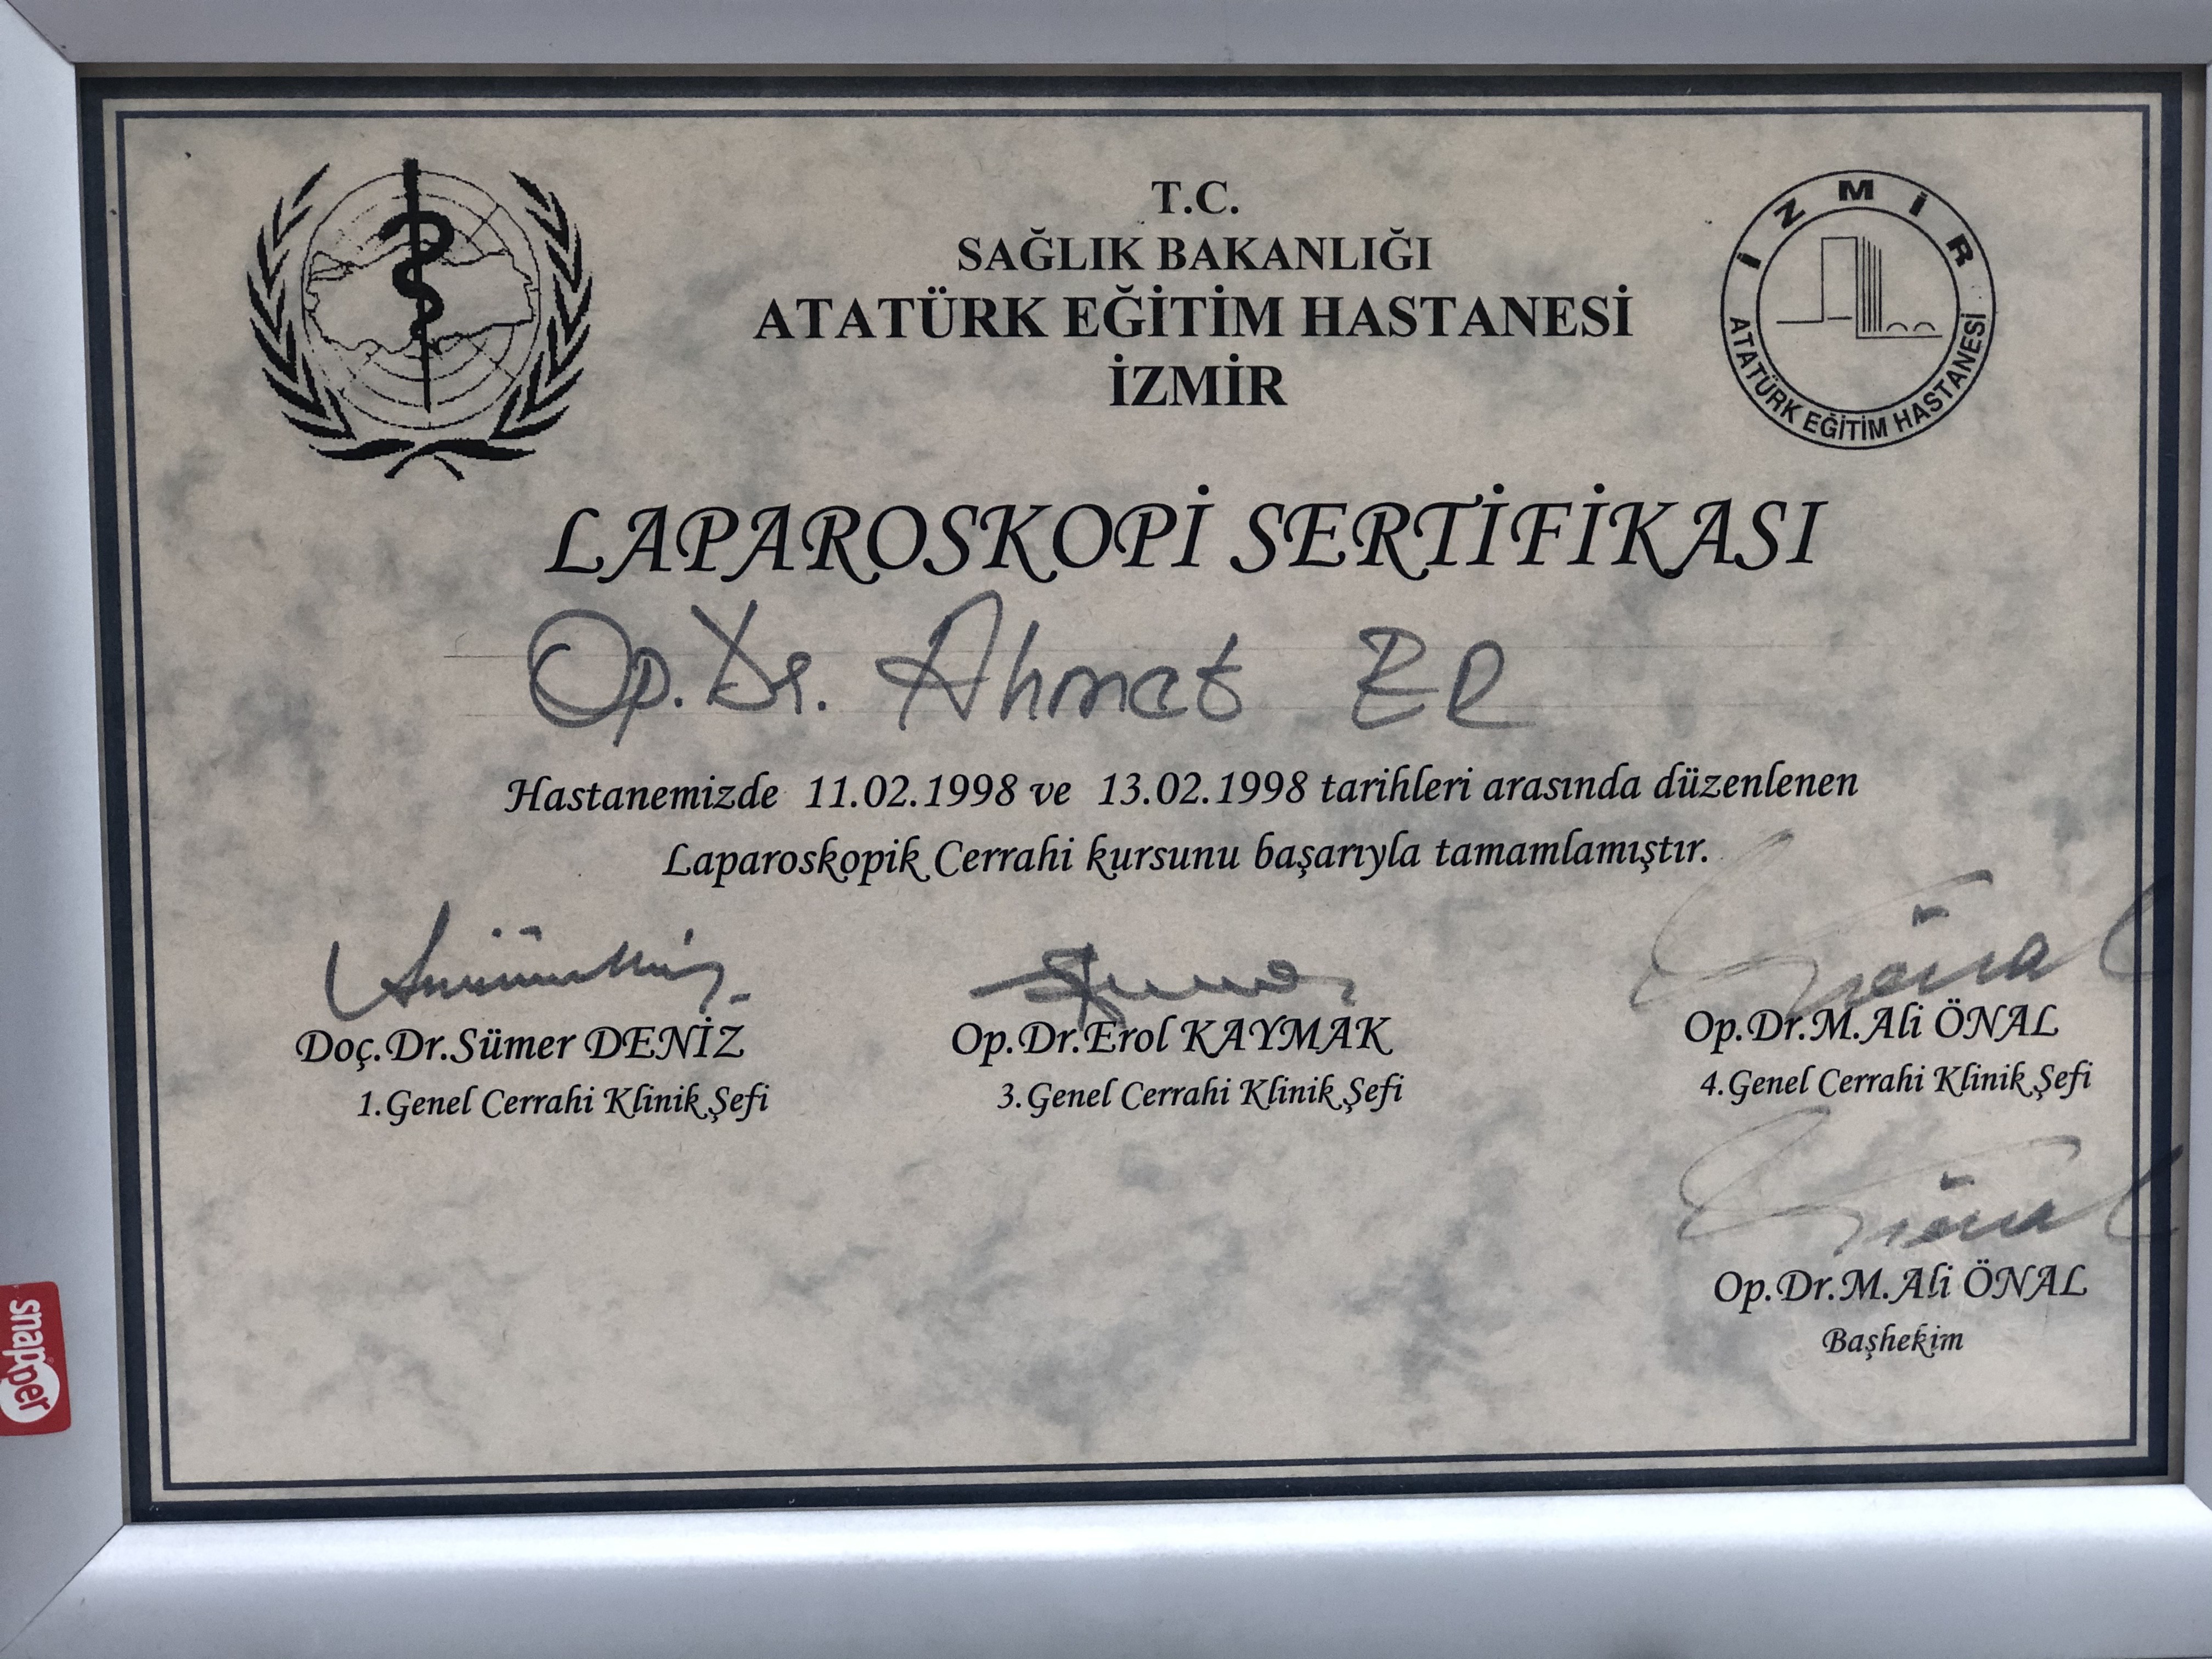 T.C.
SAĞLIK BAKANLIĞI
ATATÜRK EĞİTİM HASTANESİ
İZMİR
İZMİR
ATATÜRK EĞİTİM HASTANESİ
LAPAROSKOPİ SERTİFİKASI
Op. Dr. Ahmet ER
Hastanemizde 11.02.1998 ve 13.02.1998 tarihleri arasında düzenlenen
Laparoskopik Cerrahi kursunu başarıyla tamamlamıştır.
Doç.Dr.Sümer DENİZ
1.Genel Cerrahi Klinik Şefi
Op.Dr.Erol KAYMAK
3.Genel Cerrahi Klinik Şefi
Op.Dr.M.Ali ÖNAL
4.Genel Cerrahi Klinik Şefi
Op.Dr.M.Ali ÖNAL
Başhekim
snapper